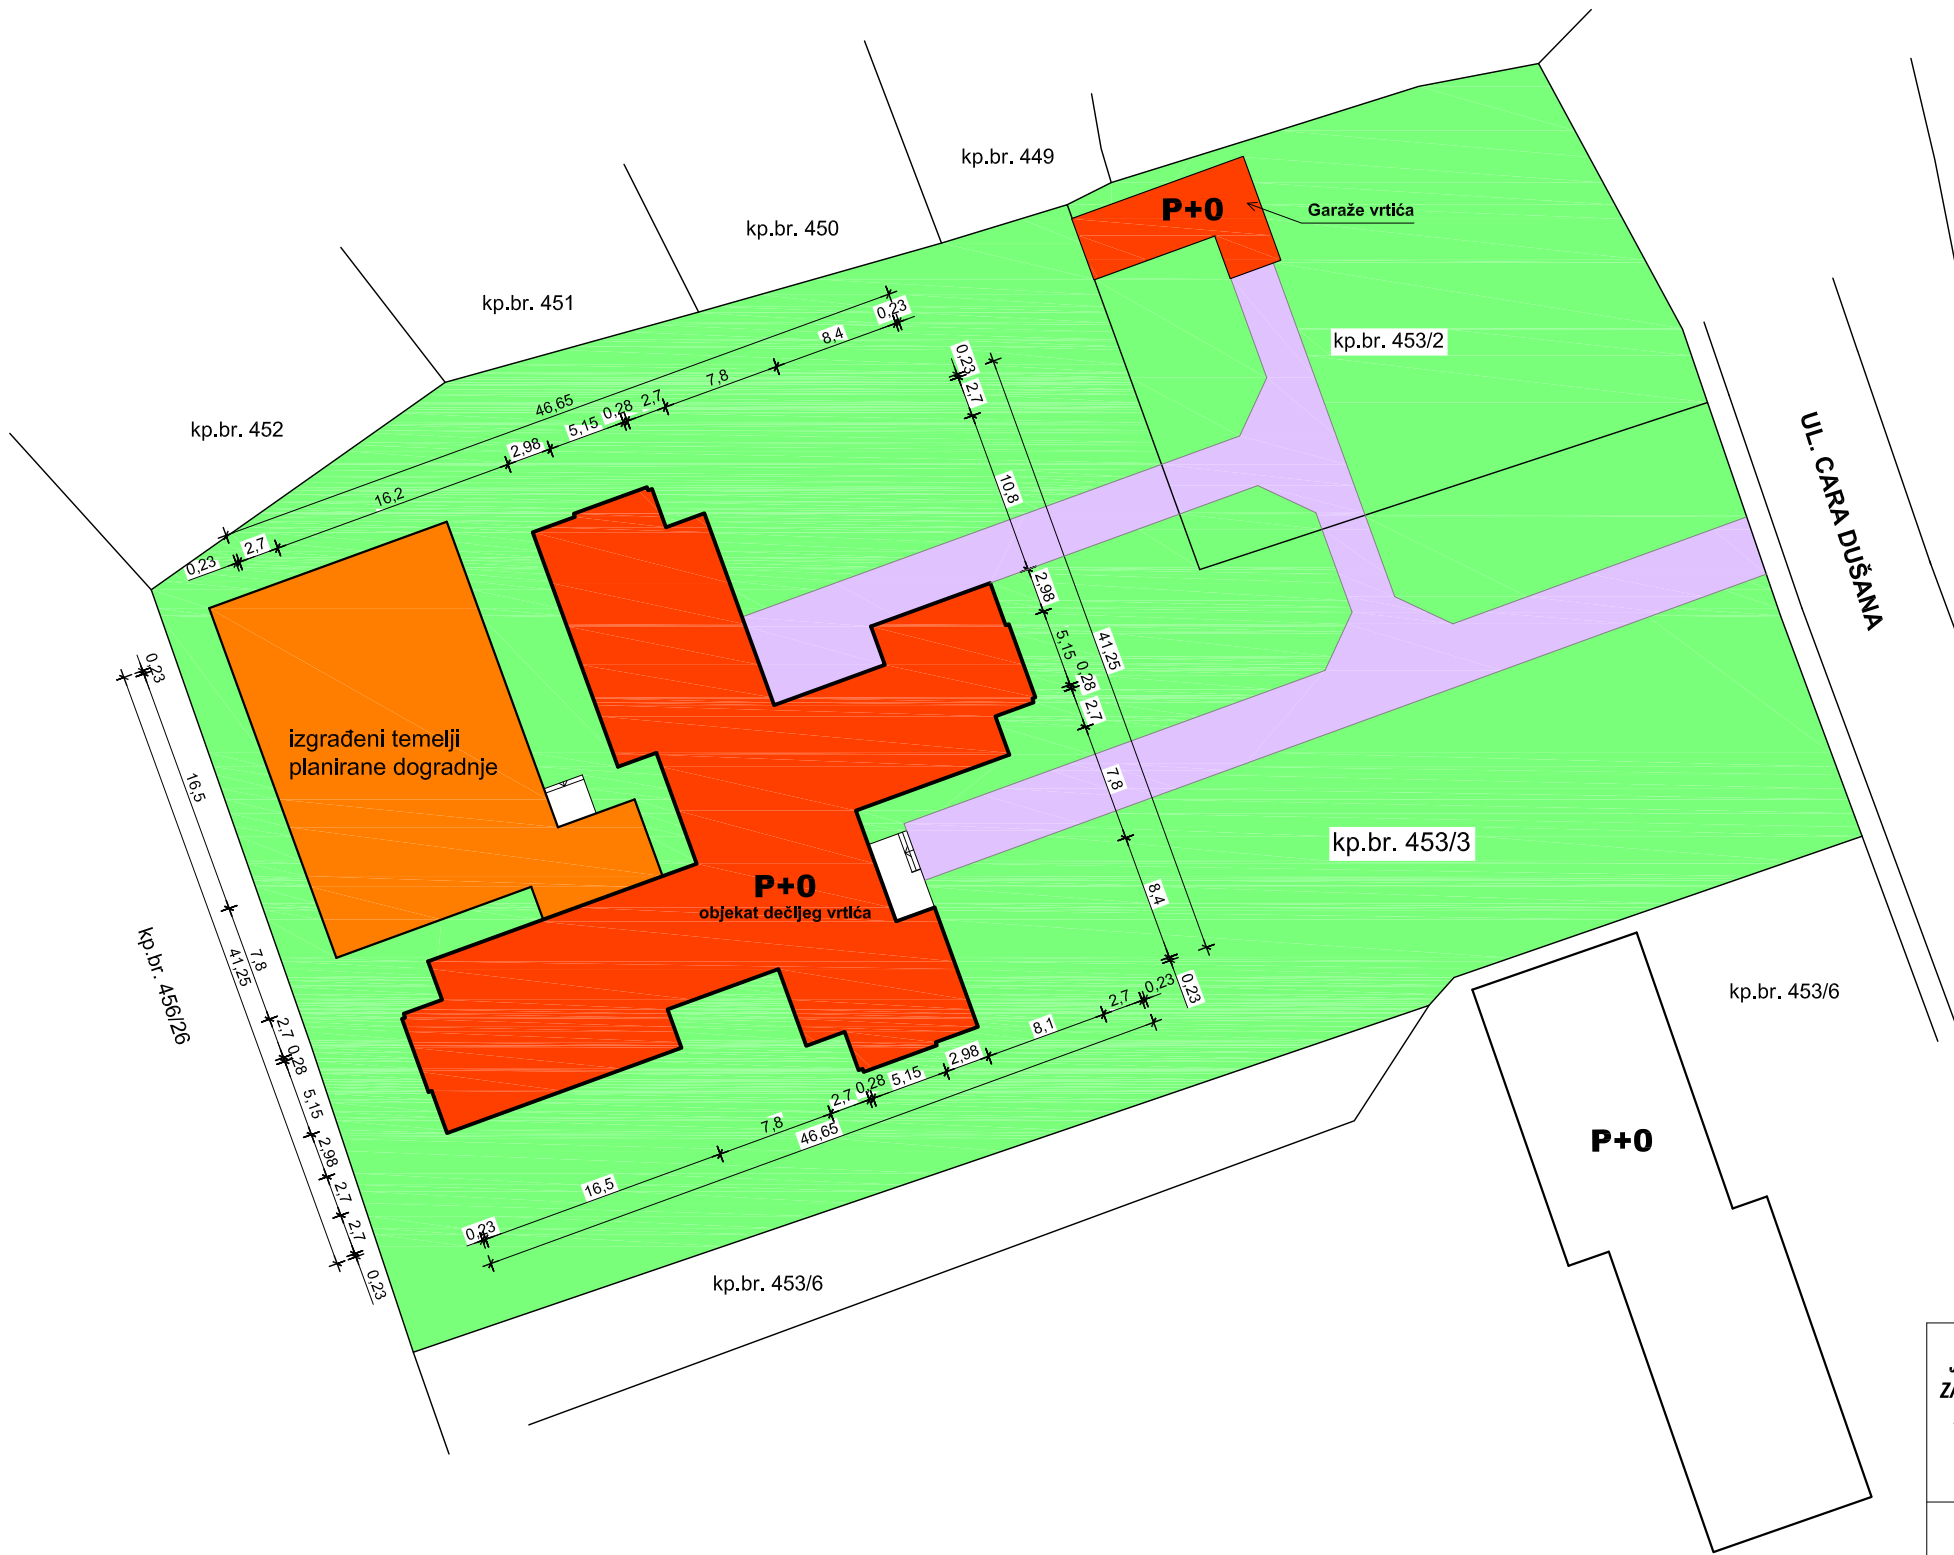 kp.br. 449
kp.br. 450
kp.br. 451
kp.br. 452
P+0
Garaže vrtića
kp.br. 453/2
UL. CARA DUŠANA
46,65
0,23
2,7
16,2
2,98
5,15
0,28
2,7
7,8
8,4
0,23
0,23
2,7
10,8
2,98
5,15
0,28
2,7
7,8
8,4
0,23
41,25
izgrađeni temelji
planirane dogradnje
P+0
objekat dečijeg vrtića
kp.br. 453/3
kp.br. 456/26
0,23
16,5
7,8
2,7
0,28
5,15
2,98
2,7
2,7
0,23
41,25
0,23
16,5
7,8
2,7
0,28
5,15
2,98
8,1
2,7
0,23
46,65
kp.br. 453/6
kp.br. 453/6
P+0